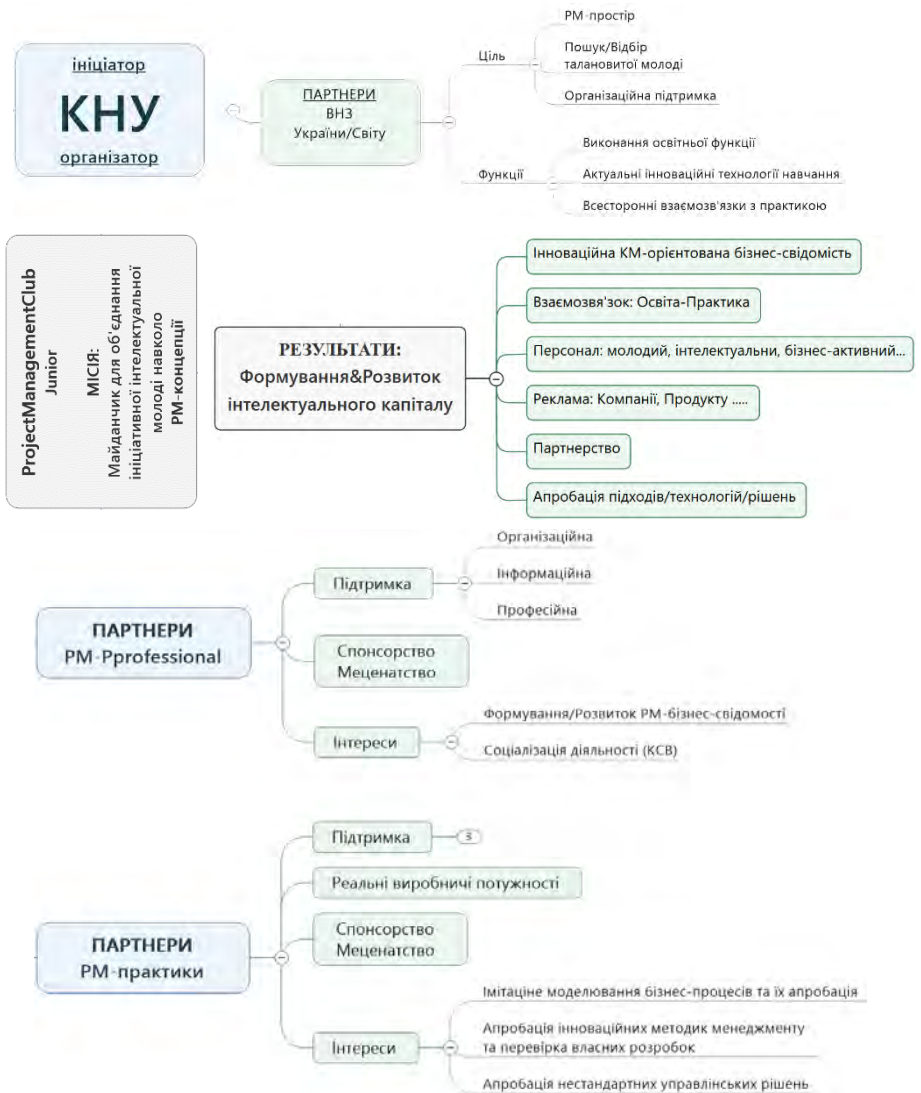 ініціатор
КНУ
організатор
ПАРТНЕРИ
ВНЗ
України/Світу
Ціль
РМ-простір
Пошук/Відбір
талановитої молоді
Організаційна підтримка
Функції
Виконання освітньої функції
Актуальні інноваційні технології навчання
Всесторонні взаємозв'язки з практикою
ProjectManagementClub
Junior
МІСІЯ:
Майданчик для об'єднання
ініціативної інтелектуальної
молоді навколо
РМ-концепції
РЕЗУЛЬТАТИ:
Формування&Розвиток
інтелектуального капіталу
Інноваційна КМ-орієнтована бізнес-свідомість
Взаємозвя'зок: Освіта-Практика
Персонал: молодий, інтелектуальни, бізнес-активний...
Реклама: Компанії, Продукту .....
Партнерство
Апробація підходів/технологій/рішень
ПАРТНЕРИ
PM-Pprofessional
Підтримка
Організаційна
Інформаційна
Професійна
Спонсорство
Меценатство
Інтереси
Формування/Розвиток РМ-бізнес-свідомості
Соціалізація діяльності (КСВ)
ПАРТНЕРИ
РМ-практики
Підтримка
3
Реальні виробничі потужності
Спонсорство
Меценатство
Інтереси
Імітаціне моделювання бізнес-процесів та їх апробація
Апробація інноваційних методик менеджменту
та перевірка власних розробок
Апробація нестандартних управлінських рішень